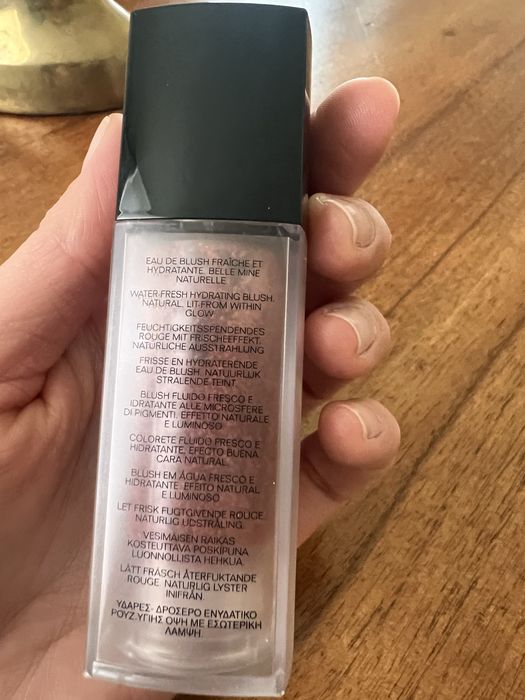 EAU DE BLUSH FRAÎCHE ET
HYDRATANTE. BELLE MINE
NATURELLE
WATER-FRESH HYDRATING BLUSH.
NATURAL, LIT-FROM WITHIN
GLOW
FEUCHTIGKEITSSPENDENDES
ROUGE MIT FRISCHEEFFEKT.
NATÜRLICHE AUSSTRAHLUNG
FRISSE EN HYDRATERENDE
EAU DE BLUSH. NATUURLIJK
STRALENDE TEINT.
BLUSH FLUIDO FRESCO E
IDRATANTE ALLE MICROSFERE
DI PIGMENTI. EFFETTO NATURALE
E LUMINOSO
COLORETE FLUIDO FRESCO E
HIDRATANTE. EFECTO BUENA
CARA NATURAL.
BLUSH EM ÁGUA FRESCO E
HIDRATANTE. EFEITO NATURAL
E LUMINOSO
LET FRISK FUGTGIVENDE ROUGE.
NATURLIG UDSTRÅLING.
VESIMAISEN RAIKAS
KOSTEUTTAVA POSKIPUNA
LUONNOLLISTA HEHKUA
LÄTT FRÄSCH ÅTERFUKTANDE
ROUGE. NATURLIG LYSTER
INIFRÅN.
ΥΔΑΡΕΣ- ΔΡΟΣΕΡΟ ΕΝΥΔΑΤΙΚΟ
ΡΟΥΖ.ΥΓΙΗΣ ΟΨΗ ΜΕ ΕΣΩΤΕΡΙΚΗ
ΛΑΜΨΗ.